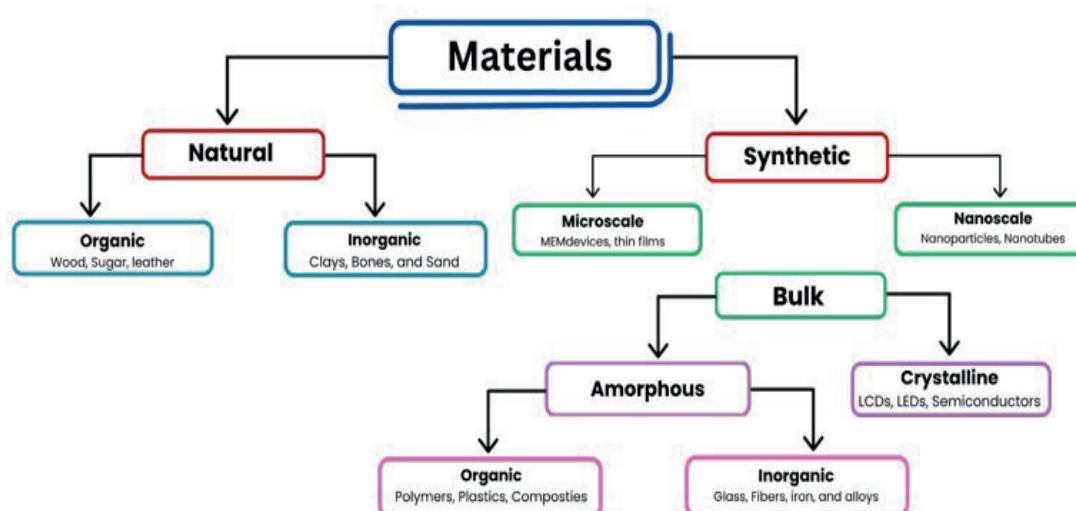 Materials
Natural
Synthetic
Organic
Wood, Sugar, leather
Inorganic
Clays, Bones, and Sand
Microscale
MEMdevices, thin films
Nanoscale
Nanoparticles, Nanotubes
Bulk
Amorphous
Crystalline
LCDs, LEDs, Semiconductors
Organic
Polymers, Plastics, Composties
Inorganic
Glass, Fibers, iron, and alloys